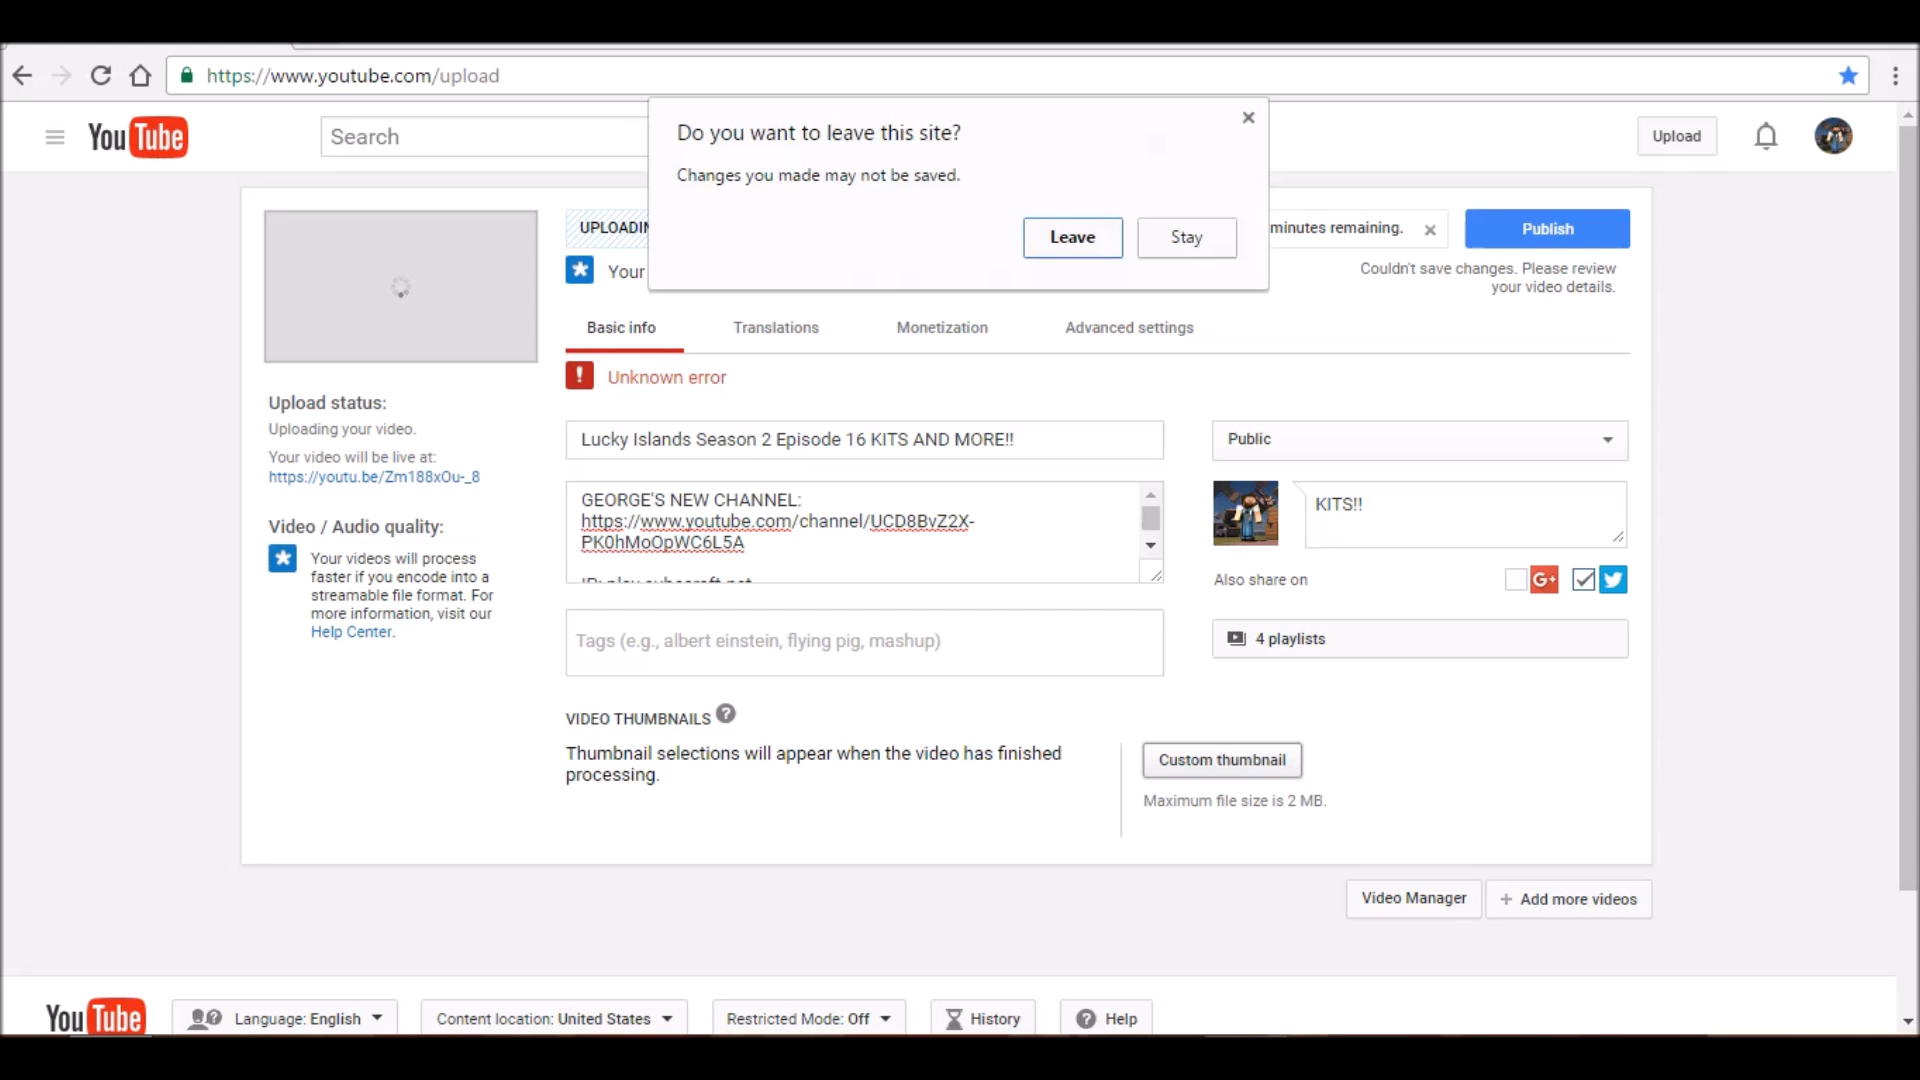 https://www.youtube.com/upload
YouTube
Search
Upload
Do you want to leave this site?
Changes you made may not be saved.
Leave
Stay
minutes remaining.
Publish
Your
Couldn't save changes. Please review
your video details.
Basic info
Translations
Monetization
Advanced settings
Unknown error
Upload status:
Uploading your video.
Your video will be live at:
https://youtu.be/Zm188xOu-_8
Video / Audio quality:
Your videos will process
faster if you encode into a
streamable file format. For
more information, visit our
Help Center.
Lucky Islands Season 2 Episode 16 KITS AND MORE!!
GEORGE'S NEW CHANNEL:
https://www.youtube.com/channel/UCD8BvZ2X-
PK0hMoOpWC6L5A
Tags (e.g., albert einstein, flying pig, mashup)
Public
KITS!!
Also share on
G+
4 playlists
VIDEO THUMBNAILS ?
Thumbnail selections will appear when the video has finished
processing.
Custom thumbnail
Maximum file size is 2 MB.
Video Manager
+ Add more videos
YouTube
Language: English
Content location: United States
Restricted Mode: Off
History
Help